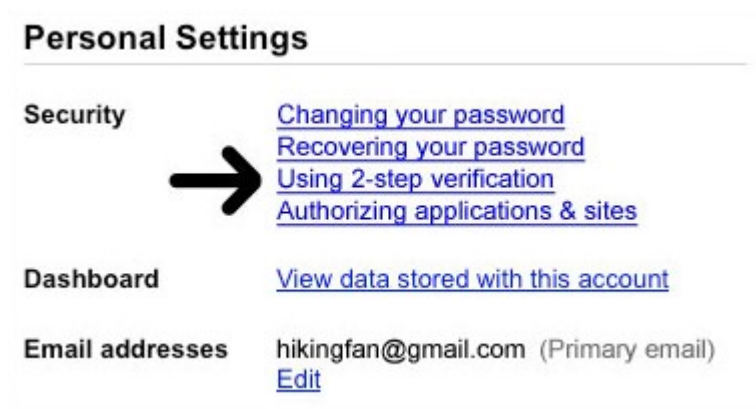 Personal Settings
Security Changing your password
Recovering your password
Using 2-step verification
Authorizing applications & sites
Dashboard View data stored with this account
Email addresses hikingfan@gmail.com (Primary email)
Edit